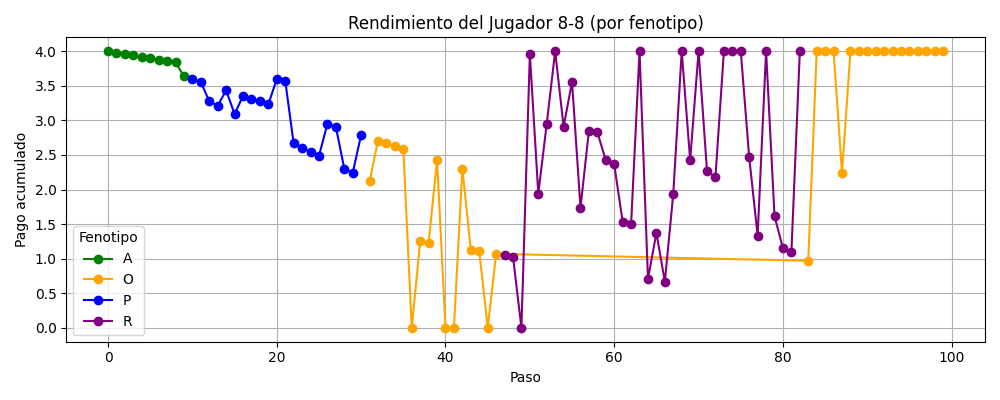 Rendimiento del Jugador 8-8 (por fenotipo)
Pago acumulado
4.0
3.5
3.0
2.5
2.0
1.5
1.0
0.5
0.0
Fenotipo
A
O
P
R
0 20 40 60 80 100
Paso